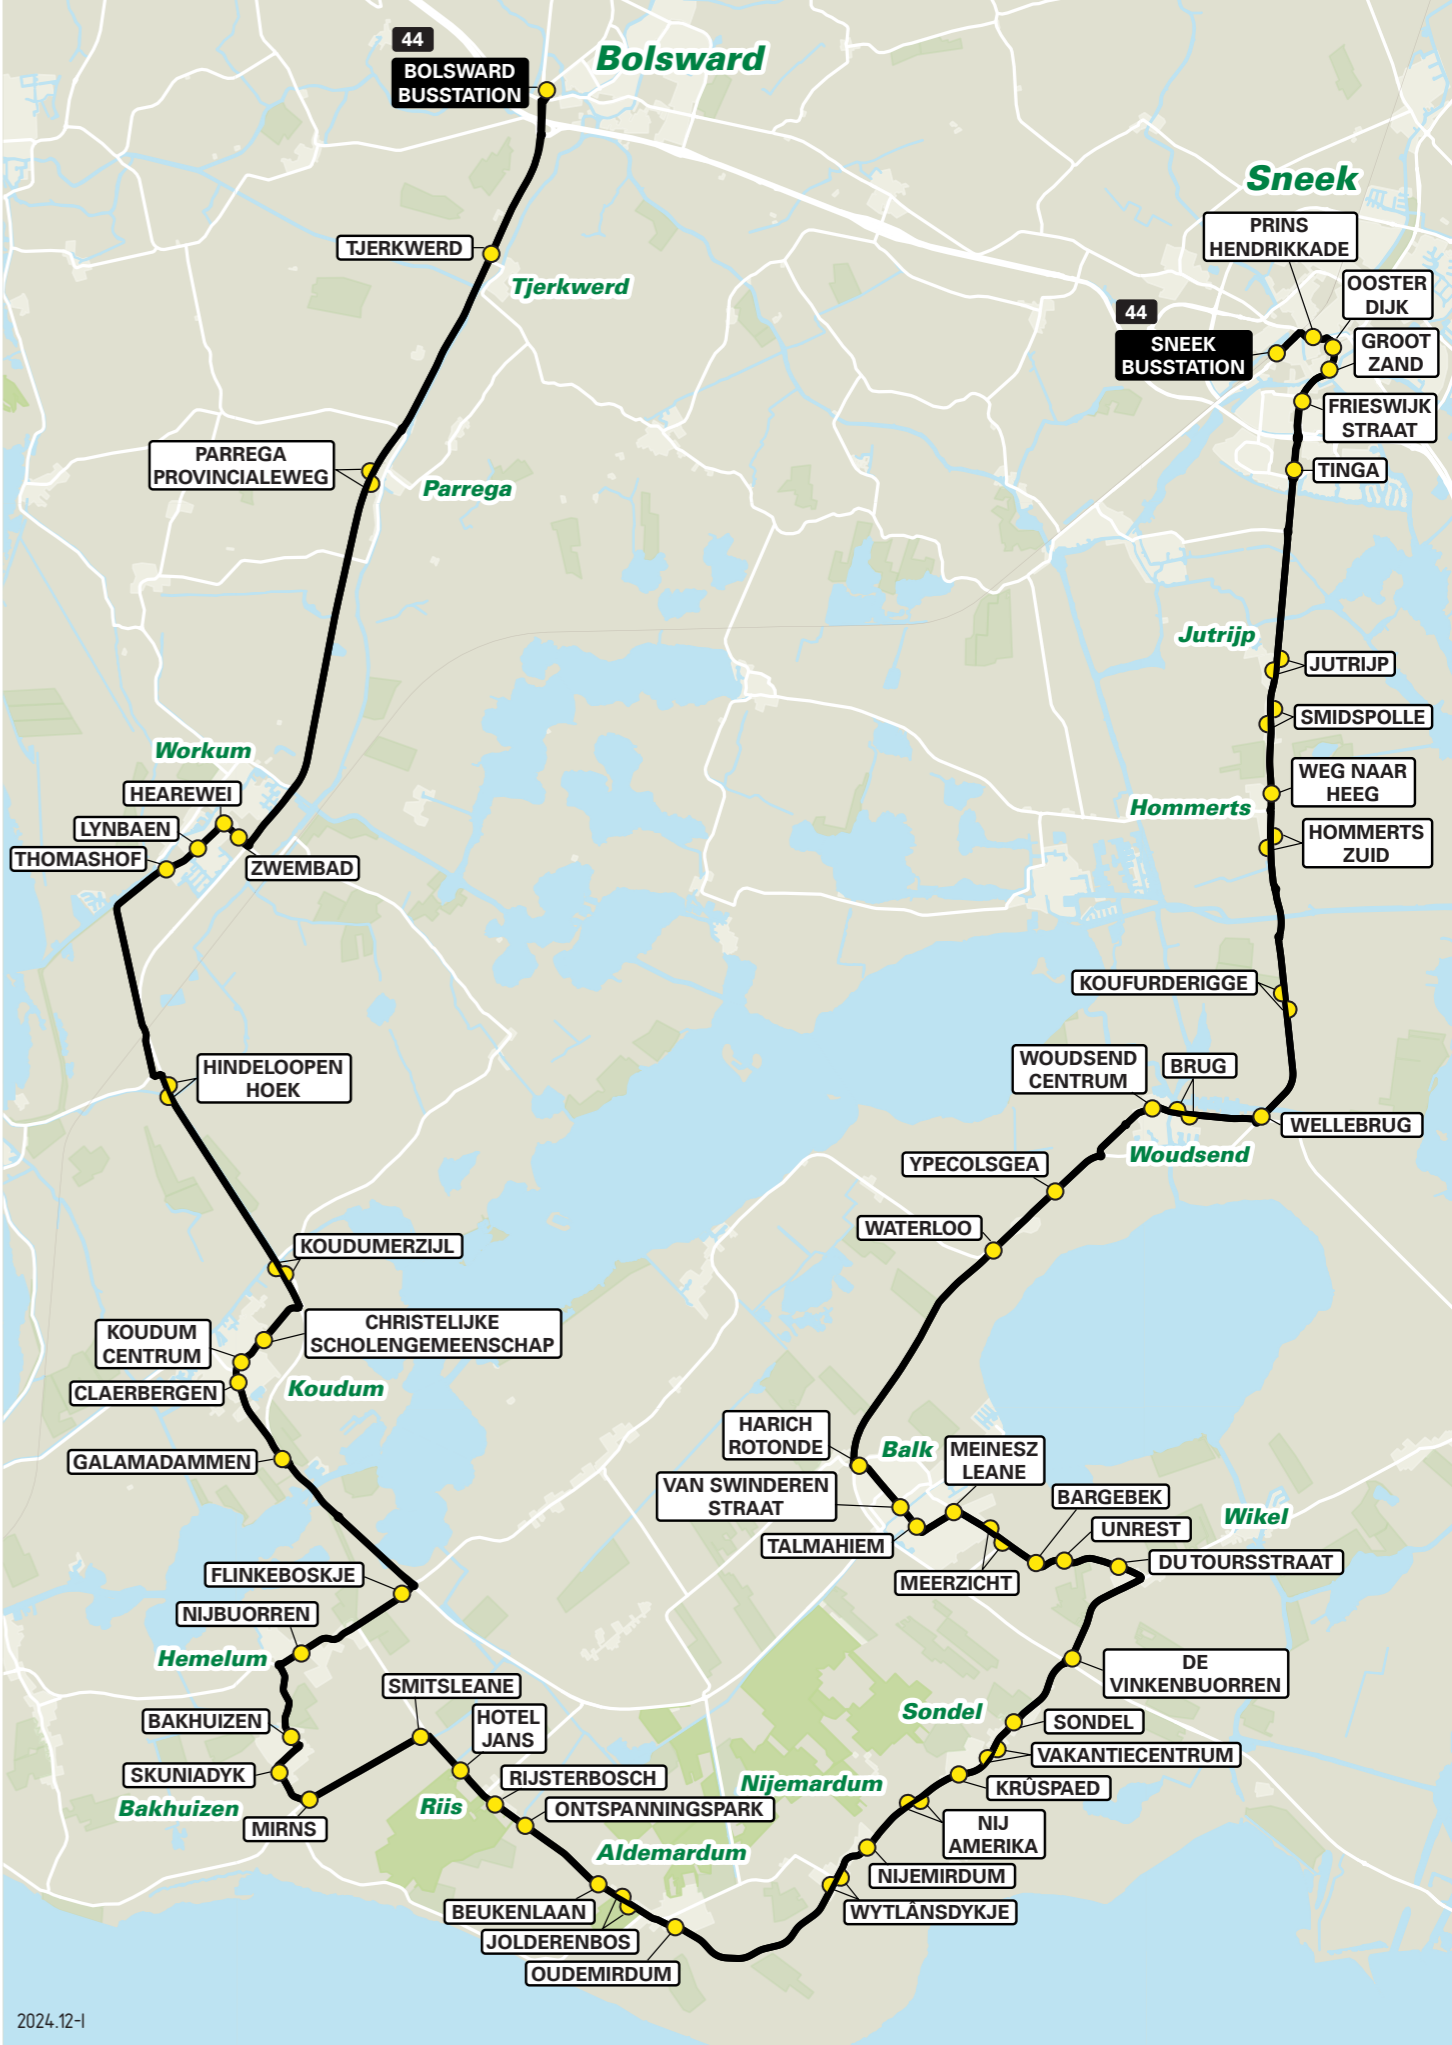 44
BOLSWARD
BUSSTATION
Bolsward
Sneek
PRINS
HENDRIKKADE
OOSTER
DIJK
44
SNEEK
BUSSTATION
GROOT
ZAND
FRIESWIJK
STRAAT
TINGA
TJERKWERD
Tjerkwerd
PARREGA
PROVINCIALEWEG
Parrega
Jutrijp
JUTRIJP
SMIDSPOLLE
WEG NAAR
HEEG
Hommerts
HOMMERTS
ZUID
Workum
HEAREWEI
LYNBAEN
THOMASHOF
ZWEMBAD
KOUFURDERIGGE
HINDELOOPEN
HOEK
WOUDSEND
CENTRUM
BRUG
WELLEBRUG
Woudsend
YPECOLSGEA
WATERLOO
KOUDUMERZIJL
CHRISTELIJKE
SCHOLENGEMEENSCHAP
KOUDUM
CENTRUM
CLAERBERGEN
Koudum
GALAMADAMMEN
HARICH
ROTONDE
Balk
MEINESZ
LEANE
VAN SWINDEREN
STRAAT
TALMAHIEM
BARGEBEK
UNREST
Wikel
DU TOURSSTRAAT
MEERZICHT
FLINKEBOSKJE
NIJBUORREN
Hemelum
DE
VINKENBUORREN
SMITSLEANE
HOTEL
JANS
BAKHUIZEN
SKUNIADYK
Bakhuizen
MIRNS
Riis
RIJSTERBOSCH
ONTSPANNINGSPARK
Sondel
SONDEL
VAKANTIECENTRUM
KRÛSPAED
Nijemardum
NIJ
AMERIKA
NIJEMIRDUM
WYTLÂNSDYKJE
Aldemardum
BEUKENLAAN
JOLDERENBOS
OUDEMIRDUM
2024.12-I